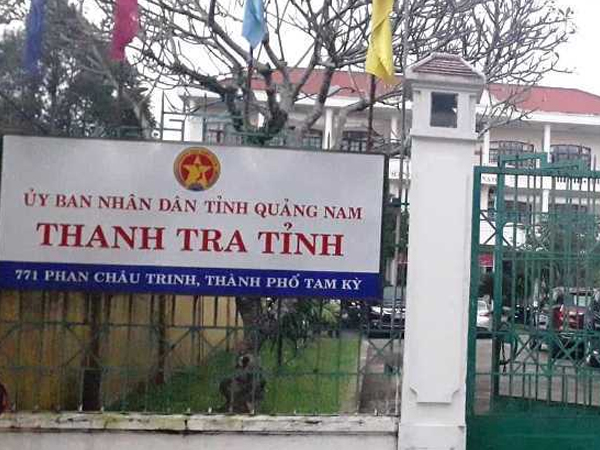 ỦY BAN NHÂN DÂN TỈNH QUẢNG NAM
THANH TRA TỈNH
771 PHAN CHÂU TRINH, THÀNH PHỐ TAM KỲ